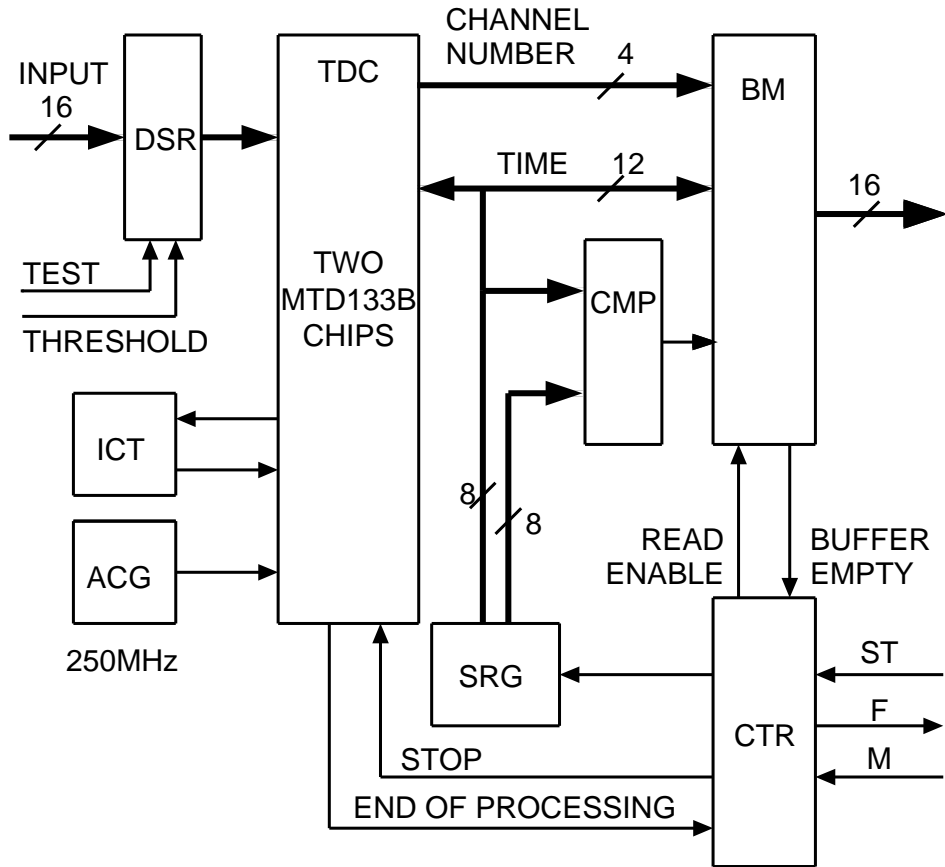 CHANNEL
NUMBER
4
INPUT
16
TDC
BM
DSR
TIME
12
16
TEST
THRESHOLD
TWO
MTD133B
CHIPS
CMP
ICT
8
8
ACG
READ
ENABLE
BUFFER
EMPTY
250MHz
SRG
ST
F
CTR
M
STOP
END OF PROCESSING